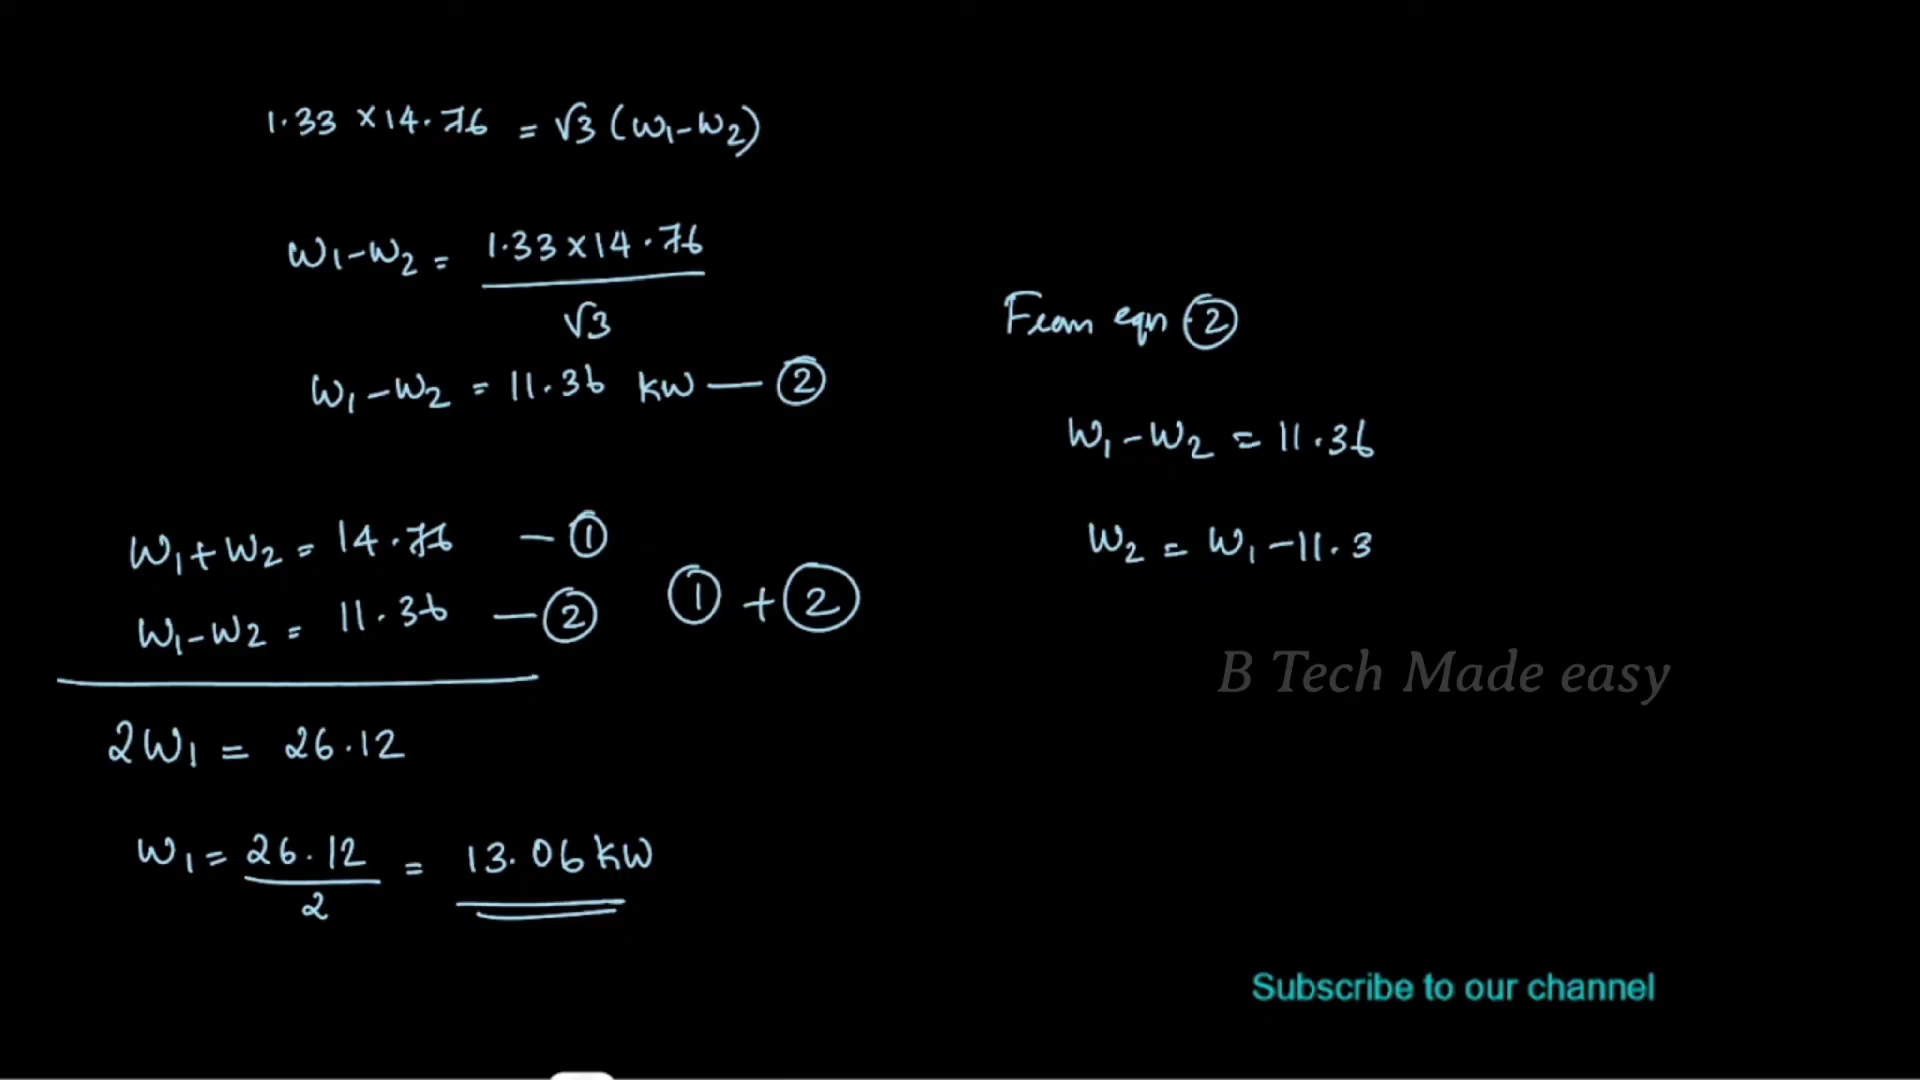 1.33 × 14.76 = √3 (W1-W2)
W1-W2 = 1.33×14.76
√3
W1-W2 = 11.36 kW — ②
W1+W2 = 14.76 — ①
W1-W2 = 11.36 — ② ① + ②
2W1 = 26.12
W1 = 26.12 = 13.06 kW
2
From eqn ②
W1-W2 = 11.36
W2 = W1-11.3
B Tech Made easy
Subscribe to our channel